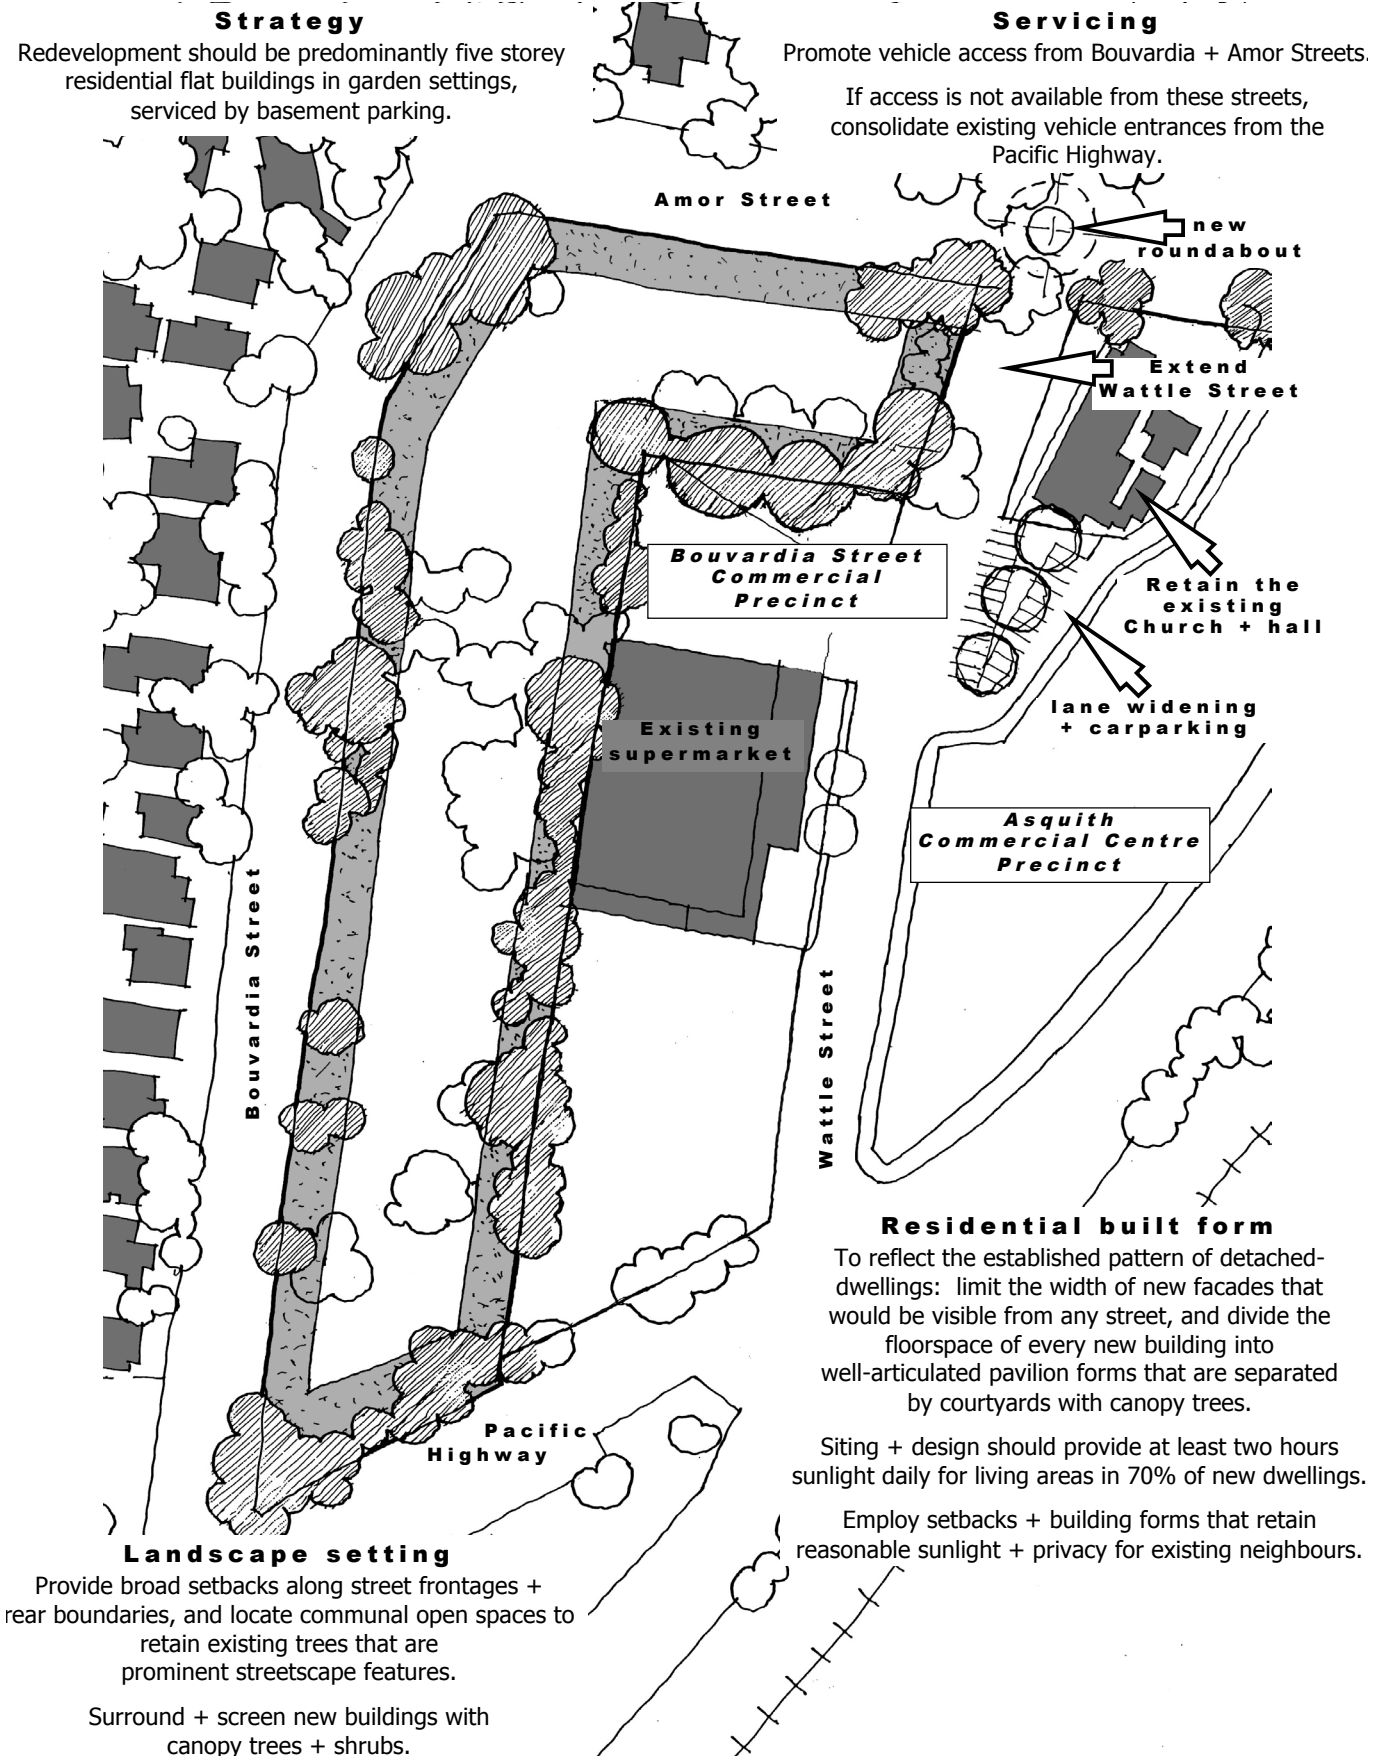 Strategy
Redevelopment should be predominantly five storey
residential flat buildings in garden settings,
serviced by basement parking.
Servicing
Promote vehicle access from Bouvardia + Amor Streets.
If access is not available from these streets,
consolidate existing vehicle entrances from the
Pacific Highway.
Amor Street
new
roundabout
Extend
Wattle Street
Bouvardia Street
Commercial
Precinct
Retain the
existing
Church + hall
lane widening
+ carparking
Existing
supermarket
Asquith
Commercial Centre
Precinct
Bouvardia Street
Wattle Street
Pacific
Highway
Residential built form
To reflect the established pattern of detached-
dwellings: limit the width of new facades that
would be visible from any street, and divide the
floorspace of every new building into
well-articulated pavilion forms that are separated
by courtyards with canopy trees.
Siting + design should provide at least two hours
sunlight daily for living areas in 70% of new dwellings.
Employ setbacks + building forms that retain
reasonable sunlight + privacy for existing neighbours.
Landscape setting
Provide broad setbacks along street frontages +
rear boundaries, and locate communal open spaces to
retain existing trees that are
prominent streetscape features.
Surround + screen new buildings with
canopy trees + shrubs.